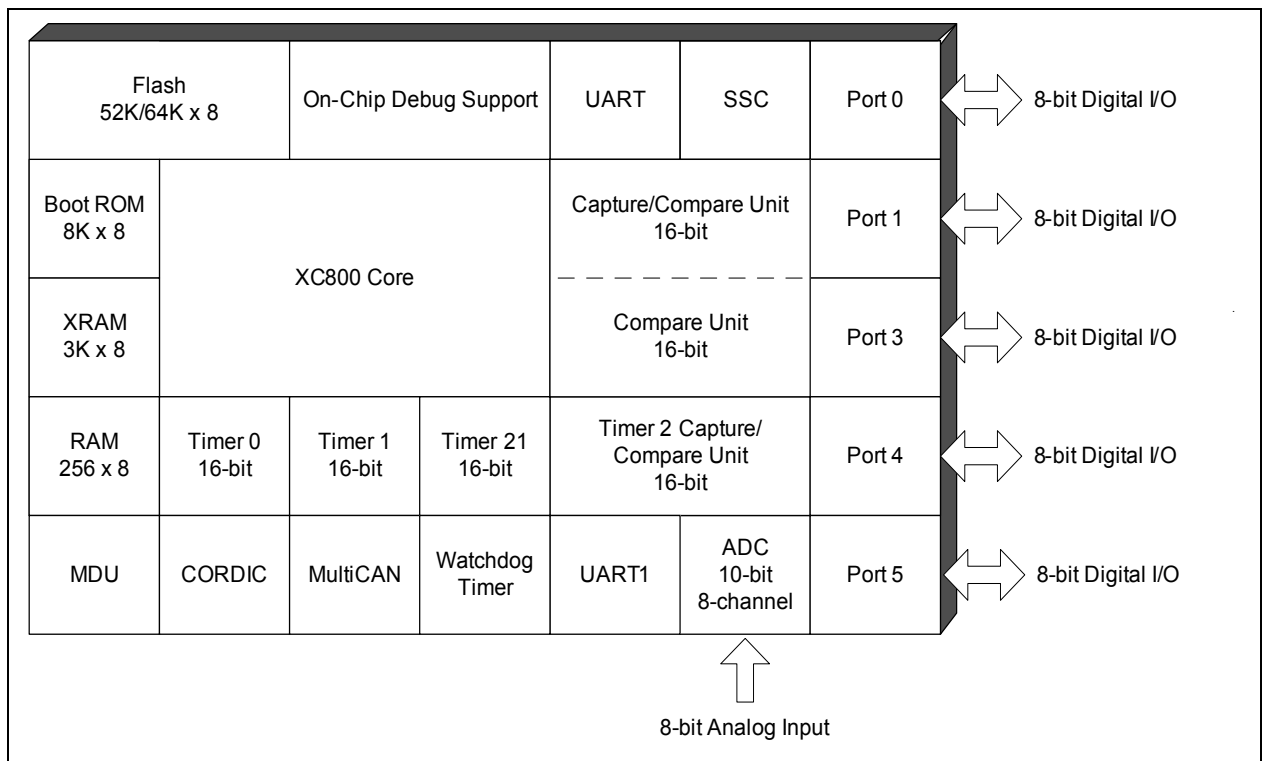 Flash
52K/64K x 8
On-Chip Debug Support
UART
SSC
Port 0
8-bit Digital I/O
Boot ROM
8K x 8
XC800 Core
Capture/Compare Unit
16-bit
Port 1
8-bit Digital I/O
XRAM
3K x 8
Compare Unit
16-bit
Port 3
8-bit Digital I/O
RAM
256 x 8
Timer 0
16-bit
Timer 1
16-bit
Timer 21
16-bit
Timer 2 Capture/
Compare Unit
16-bit
Port 4
8-bit Digital I/O
MDU
CORDIC
MultiCAN
Watchdog
Timer
UART1
ADC
10-bit
8-channel
Port 5
8-bit Digital I/O
8-bit Analog Input